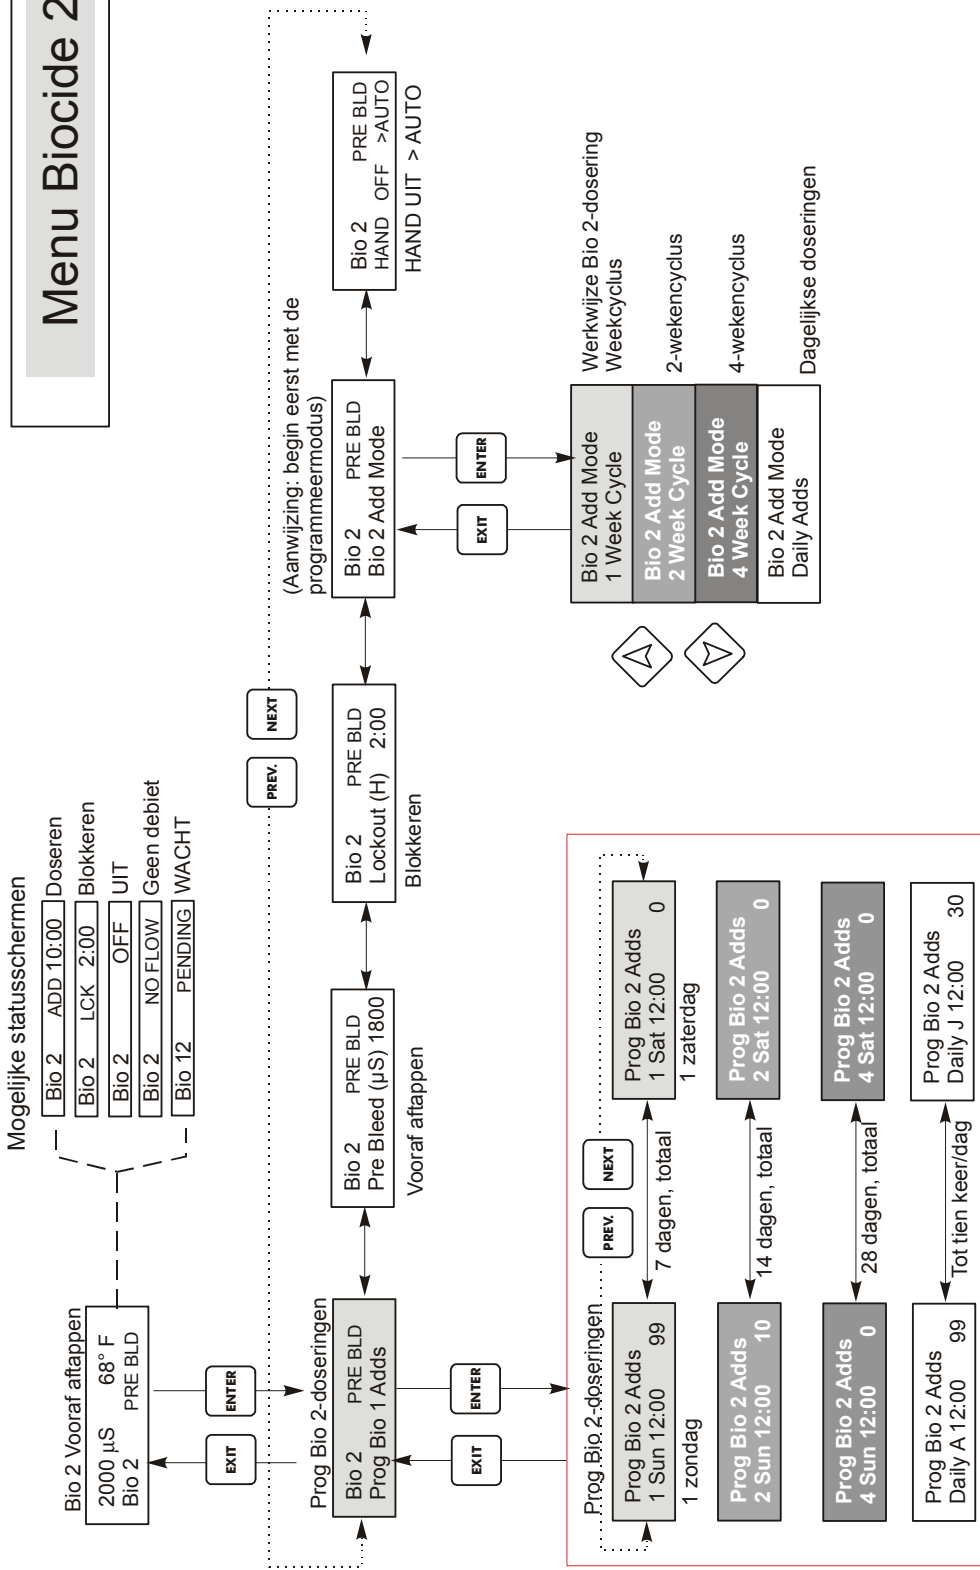 Menu Biocide 2
Mogelijke statusschermen
Bio 2 ADD 10:00 Doseren
Bio 2 LCK 2:00 Blokkeren
Bio 2 OFF UIT
Bio 2 NO FLOW Geen debiet
Bio 12 PENDING WACHT
Bio 2 Vooraf aftappen
2000 µS 68° F
Bio 2 PRE BLD
EXIT
ENTER
PREV.
NEXT
Prog Bio 2-doseringen
Bio 2 PRE BLD
Prog Bio 1 Adds
Bio 2 PRE BLD
Pre Bleed (µS) 1800
Vooraf aftappen
Bio 2 PRE BLD
Lockout (H) 2:00
Blokkeren
(Aanwijzing: begin eerst met de
programmeermodus)
Bio 2 PRE BLD
Bio 2 Add Mode
Bio 2 PRE BLD
HAND OFF >AUTO
HAND UIT > AUTO
EXIT
ENTER
EXIT
ENTER
Bio 2 Add Mode
1 Week Cycle
Werkwijze Bio 2-dosering
Weekcyclus
Bio 2 Add Mode
2 Week Cycle
2-wekencyclus
Bio 2 Add Mode
4 Week Cycle
4-wekencyclus
Bio 2 Add Mode
Daily Adds
Dagelijkse doseringen
Prog Bio 2-doseringen
PREV.
NEXT
Prog Bio 2 Adds
1 Sun 12:00 99
1 zondag
7 dagen, totaal
Prog Bio 2 Adds
1 Sat 12:00 0
1 zaterdag
Prog Bio 2 Adds
2 Sun 12:00 10
14 dagen, totaal
Prog Bio 2 Adds
2 Sat 12:00 0
Prog Bio 2 Adds
4 Sun 12:00 0
28 dagen, totaal
Prog Bio 2 Adds
4 Sat 12:00 0
Prog Bio 2 Adds
Daily A 12:00 99
Tot tien keer/dag
Prog Bio 2 Adds
Daily J 12:00 30